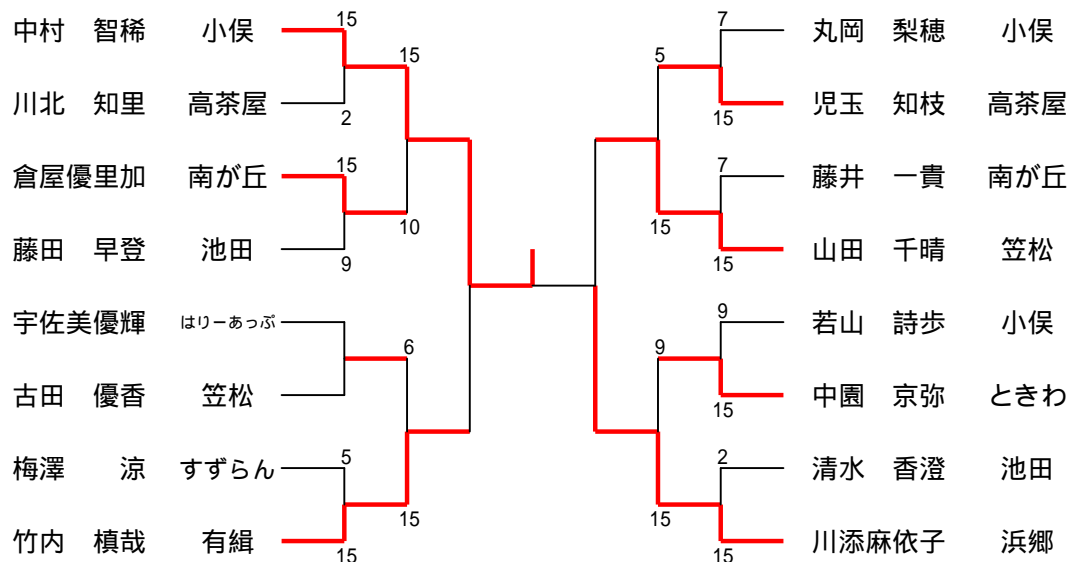 中村 智稀 小俣
川北 知里 高茶屋
倉屋優里加 南が丘
藤田 早登 池田
宇佐美優輝 はりーあっぷ
古田 優香 笠松
梅澤 涼 すずらん
竹内 槙哉 有緝
15
2
15
9
5
15
15
10
6
15
5
15
9
15
7
15
7
15
9
15
2
15
丸岡 梨穂 小俣
児玉 知枝 高茶屋
藤井 一貴 南が丘
山田 千晴 笠松
若山 詩歩 小俣
中園 京弥 ときわ
清水 香澄 池田
川添麻依子 浜郷